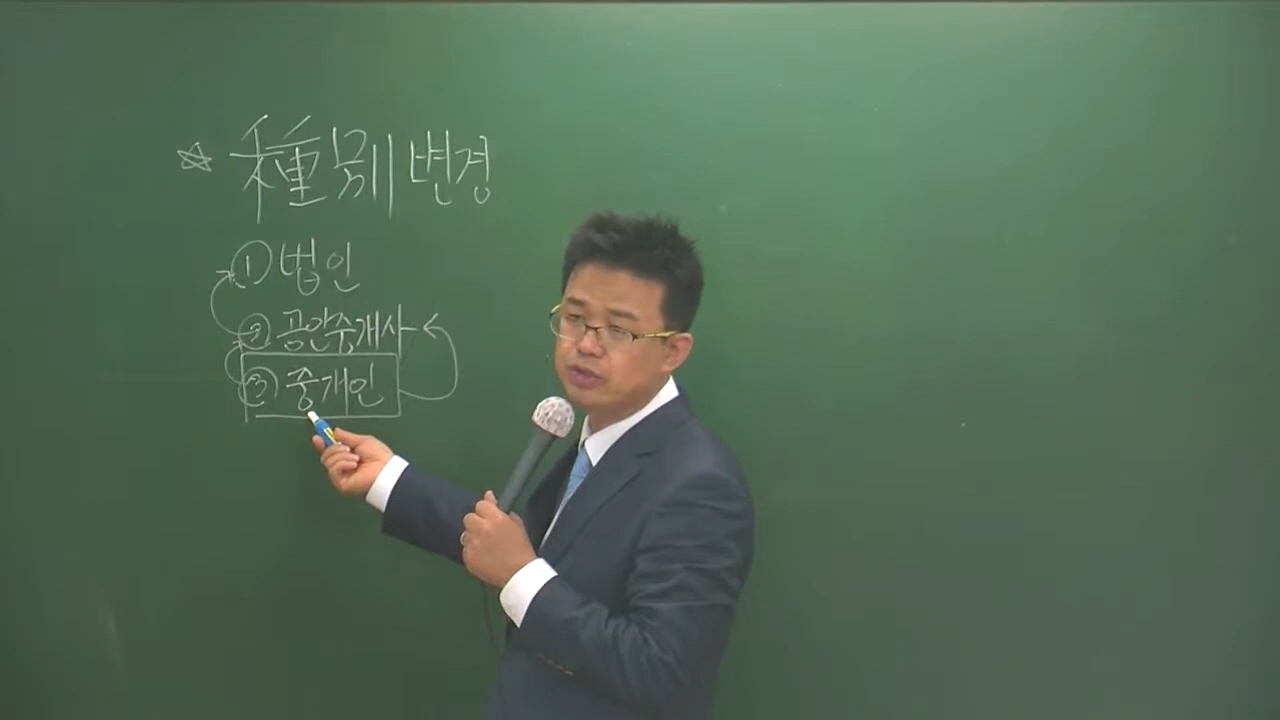 ☆ 種別변경
① 법인
② 공인중개사
③ 중개인